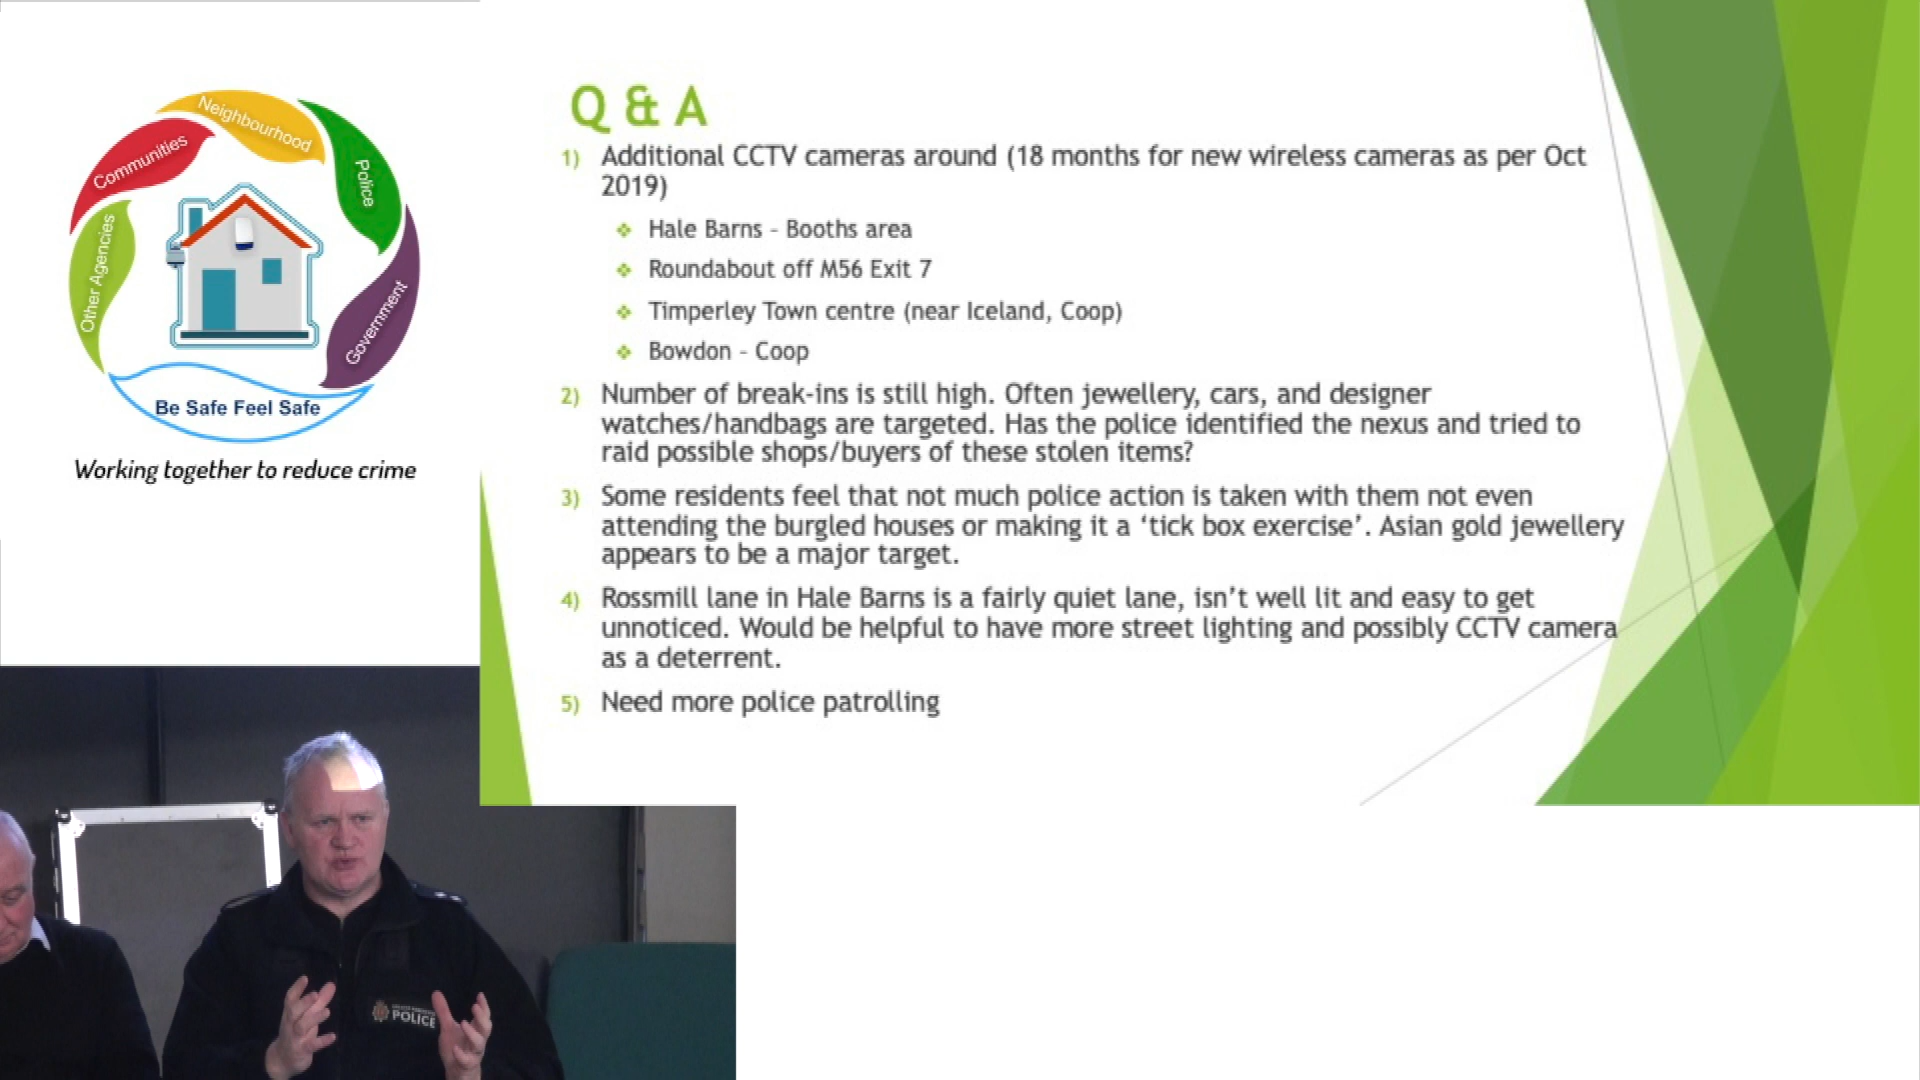 Neighbourhood
Communities
Police
Other Agencies
Government
Be Safe Feel Safe
Working together to reduce crime
Q & A
1) Additional CCTV cameras around (18 months for new wireless cameras as per Oct
2019)
❖ Hale Barns – Booths area
❖ Roundabout off M56 Exit 7
❖ Timperley Town centre (near Iceland, Coop)
❖ Bowdon – Coop
2) Number of break-ins is still high. Often jewellery, cars, and designer
watches/handbags are targeted. Has the police identified the nexus and tried to
raid possible shops/buyers of these stolen items?
3) Some residents feel that not much police action is taken with them not even
attending the burgled houses or making it a ‘tick box exercise’. Asian gold jewellery
appears to be a major target.
4) Rossmill lane in Hale Barns is a fairly quiet lane, isn’t well lit and easy to get
unnoticed. Would be helpful to have more street lighting and possibly CCTV camera
as a deterrent.
5) Need more police patrolling
POLICE